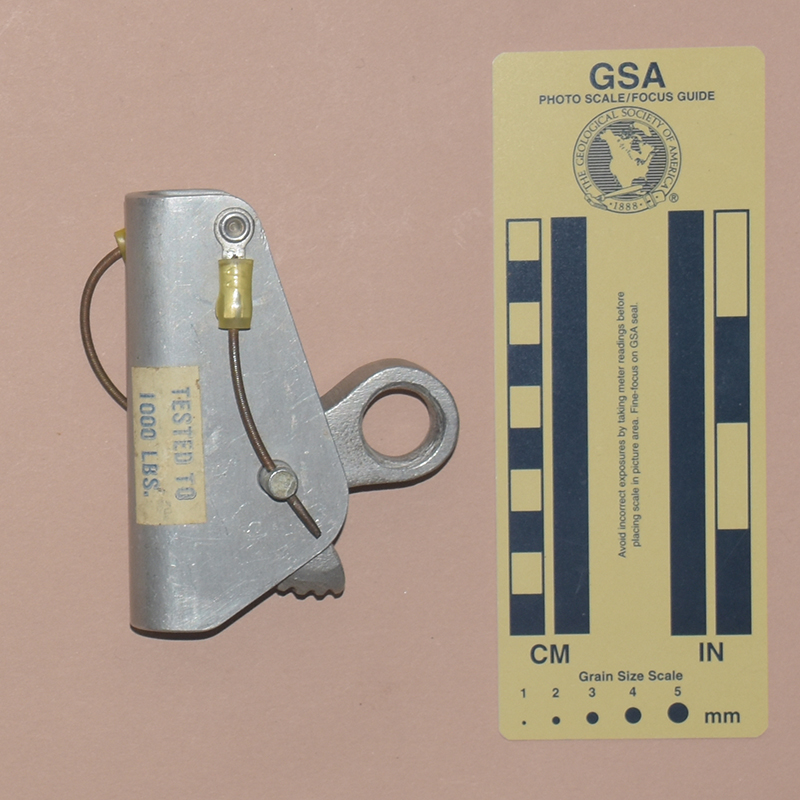 TESTED TO
1000 LBS.
GSA
PHOTO SCALE/FOCUS GUIDE
THE GEOLOGICAL SOCIETY OF AMERICA
·1888·
®
Avoid incorrect exposures by taking meter readings before
placing scale in picture area. Fine-focus on GSA seal.
CM
IN
Grain Size Scale
1 2 3 4 5
mm